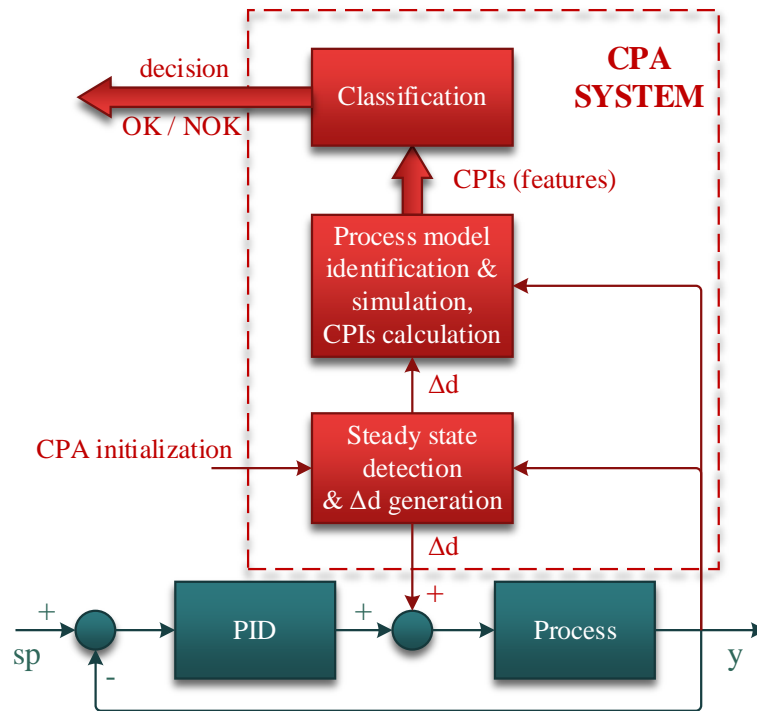 CPA
SYSTEM
decision
OK / NOK
Classification
CPIs (features)
Process model
identification &
simulation,
CPIs calculation
Δd
CPA initialization
Steady state
detection
& Δd generation
Δd
+
+
+
sp
-
PID
Process
y